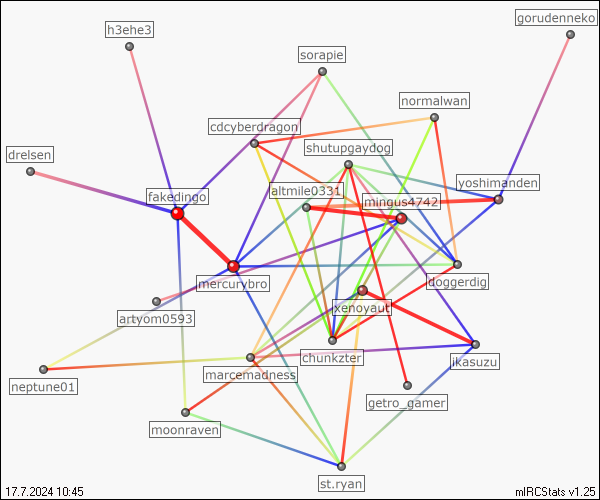 gorudenneko
h3ehe3
sorapie
normalwan
cdcyberdragon
shutupgaydog
drelsen
yoshimanden
altmile0331
fakedingo
mingus4742
mercurybro
doggerdig
xenoyaut
artyom0593
chunkzter
jikasuzu
marcemadness
neptune01
getro_gamer
moonraven
st.ryan
17.7.2024 10:45
mIRCStats v1.25